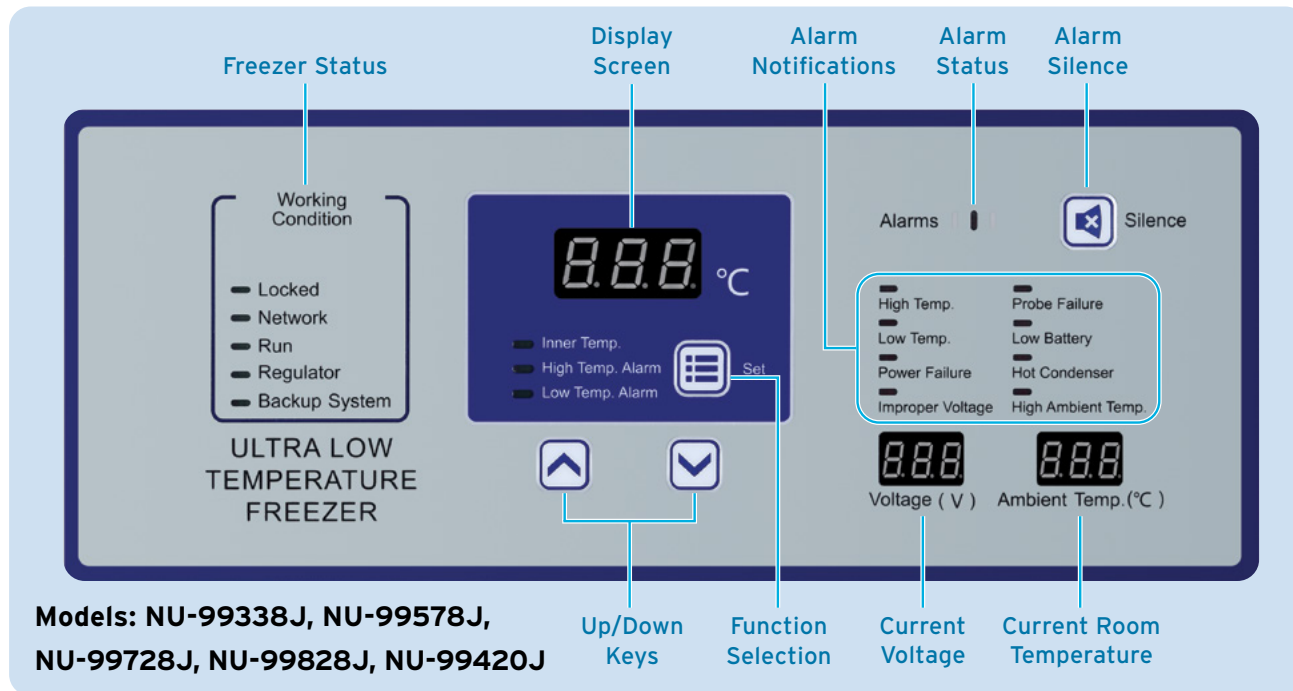 Freezer Status
Display
Screen
Alarm
Notifications
Alarm
Status
Alarm
Silence
Working
Condition
Locked
Network
Run
Regulator
Backup System
ULTRA LOW
TEMPERATURE
FREEZER
8.8.8. °C
Inner Temp.
High Temp. Alarm
Low Temp. Alarm
Set
Alarms
Silence
High Temp.
Probe Failure
Low Temp.
Low Battery
Power Failure
Hot Condenser
Improper Voltage
High Ambient Temp.
8.8.8.
8.8.8.
Voltage ( V )
Ambient Temp.(°C )
Models: NU-99338J, NU-99578J,
NU-99728J, NU-99828J, NU-99420J
Up/Down
Keys
Function
Selection
Current
Voltage
Current Room
Temperature